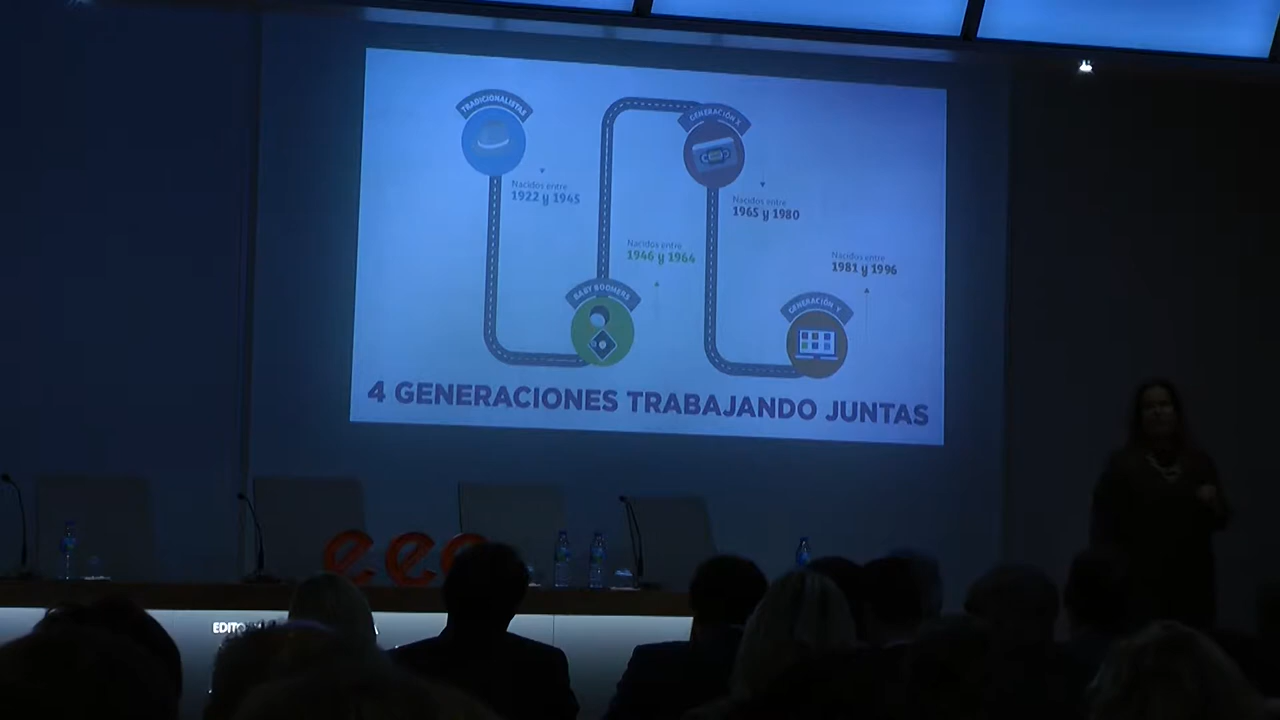 TRADICIONALISTAS
Nacidos entre
1922 y 1945
BABY BOOMERS
Nacidos entre
1946 y 1964
GENERACIÓN X
Nacidos entre
1965 y 1980
GENERACIÓN Y
Nacidos entre
1981 y 1996
4 GENERACIONES TRABAJANDO JUNTAS
eee